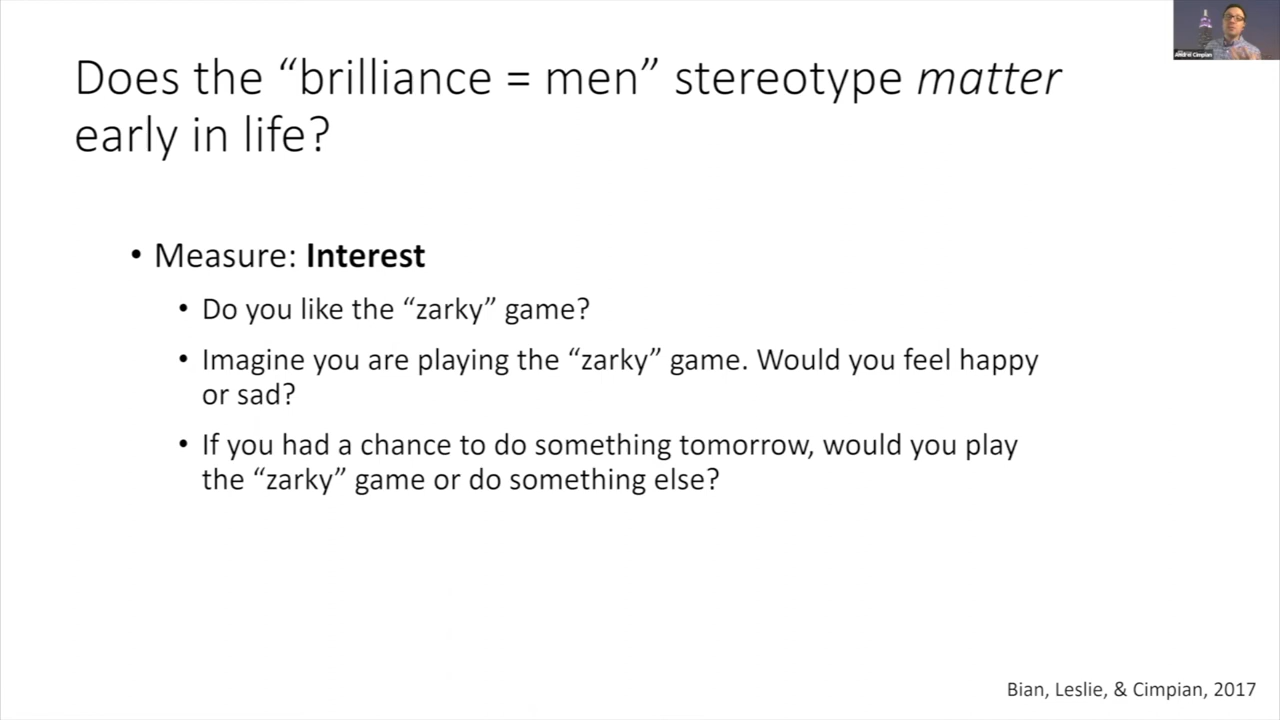 Does the “brilliance = men” stereotype matter
early in life?
• Measure: Interest
• Do you like the “zarky” game?
• Imagine you are playing the “zarky” game. Would you feel happy
or sad?
• If you had a chance to do something tomorrow, would you play
the “zarky” game or do something else?
Bian, Leslie, & Cimpian, 2017
Andrei Cimpian